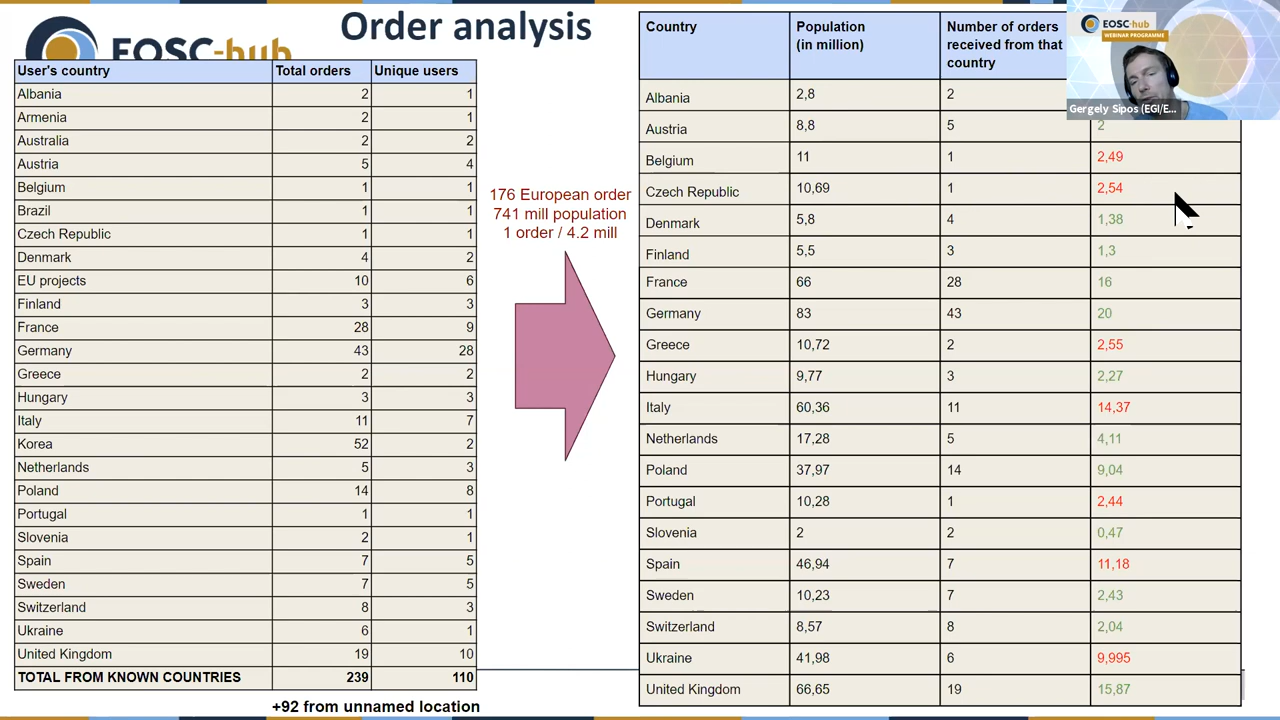 Order analysis
EOSC-hub
User's country Total orders Unique users
Albania 2 1
Armenia 2 1
Australia 2 2
Austria 5 4
Belgium 1 1
Brazil 1 1
Czech Republic 1 1
Denmark 4 2
EU projects 10 6
Finland 3 3
France 28 9
Germany 43 28
Greece 2 2
Hungary 3 3
Italy 11 7
Korea 52 2
Netherlands 5 3
Poland 14 8
Portugal 1 1
Slovenia 2 1
Spain 7 5
Sweden 7 5
Switzerland 8 3
Ukraine 6 1
United Kingdom 19 10
TOTAL FROM KNOWN COUNTRIES 239 110
+92 from unnamed location
176 European order
741 mill population
1 order / 4.2 mill
Country Population Number of orders
(in million) received from that
country
Albania 2,8 2
Austria 8,8 5 2
Belgium 11 1 2,49
Czech Republic 10,69 1 2,54
Denmark 5,8 4 1,38
Finland 5,5 3 1,3
France 66 28 16
Germany 83 43 20
Greece 10,72 2 2,55
Hungary 9,77 3 2,27
Italy 60,36 11 14,37
Netherlands 17,28 5 4,11
Poland 37,97 14 9,04
Portugal 10,28 1 2,44
Slovenia 2 2 0,47
Spain 46,94 7 11,18
Sweden 10,23 7 2,43
Switzerland 8,57 8 2,04
Ukraine 41,98 6 9,995
United Kingdom 66,65 19 15,87
EOSC-hub
WEBINAR PROGRAMME
Gergely Sipos (EGI/E...